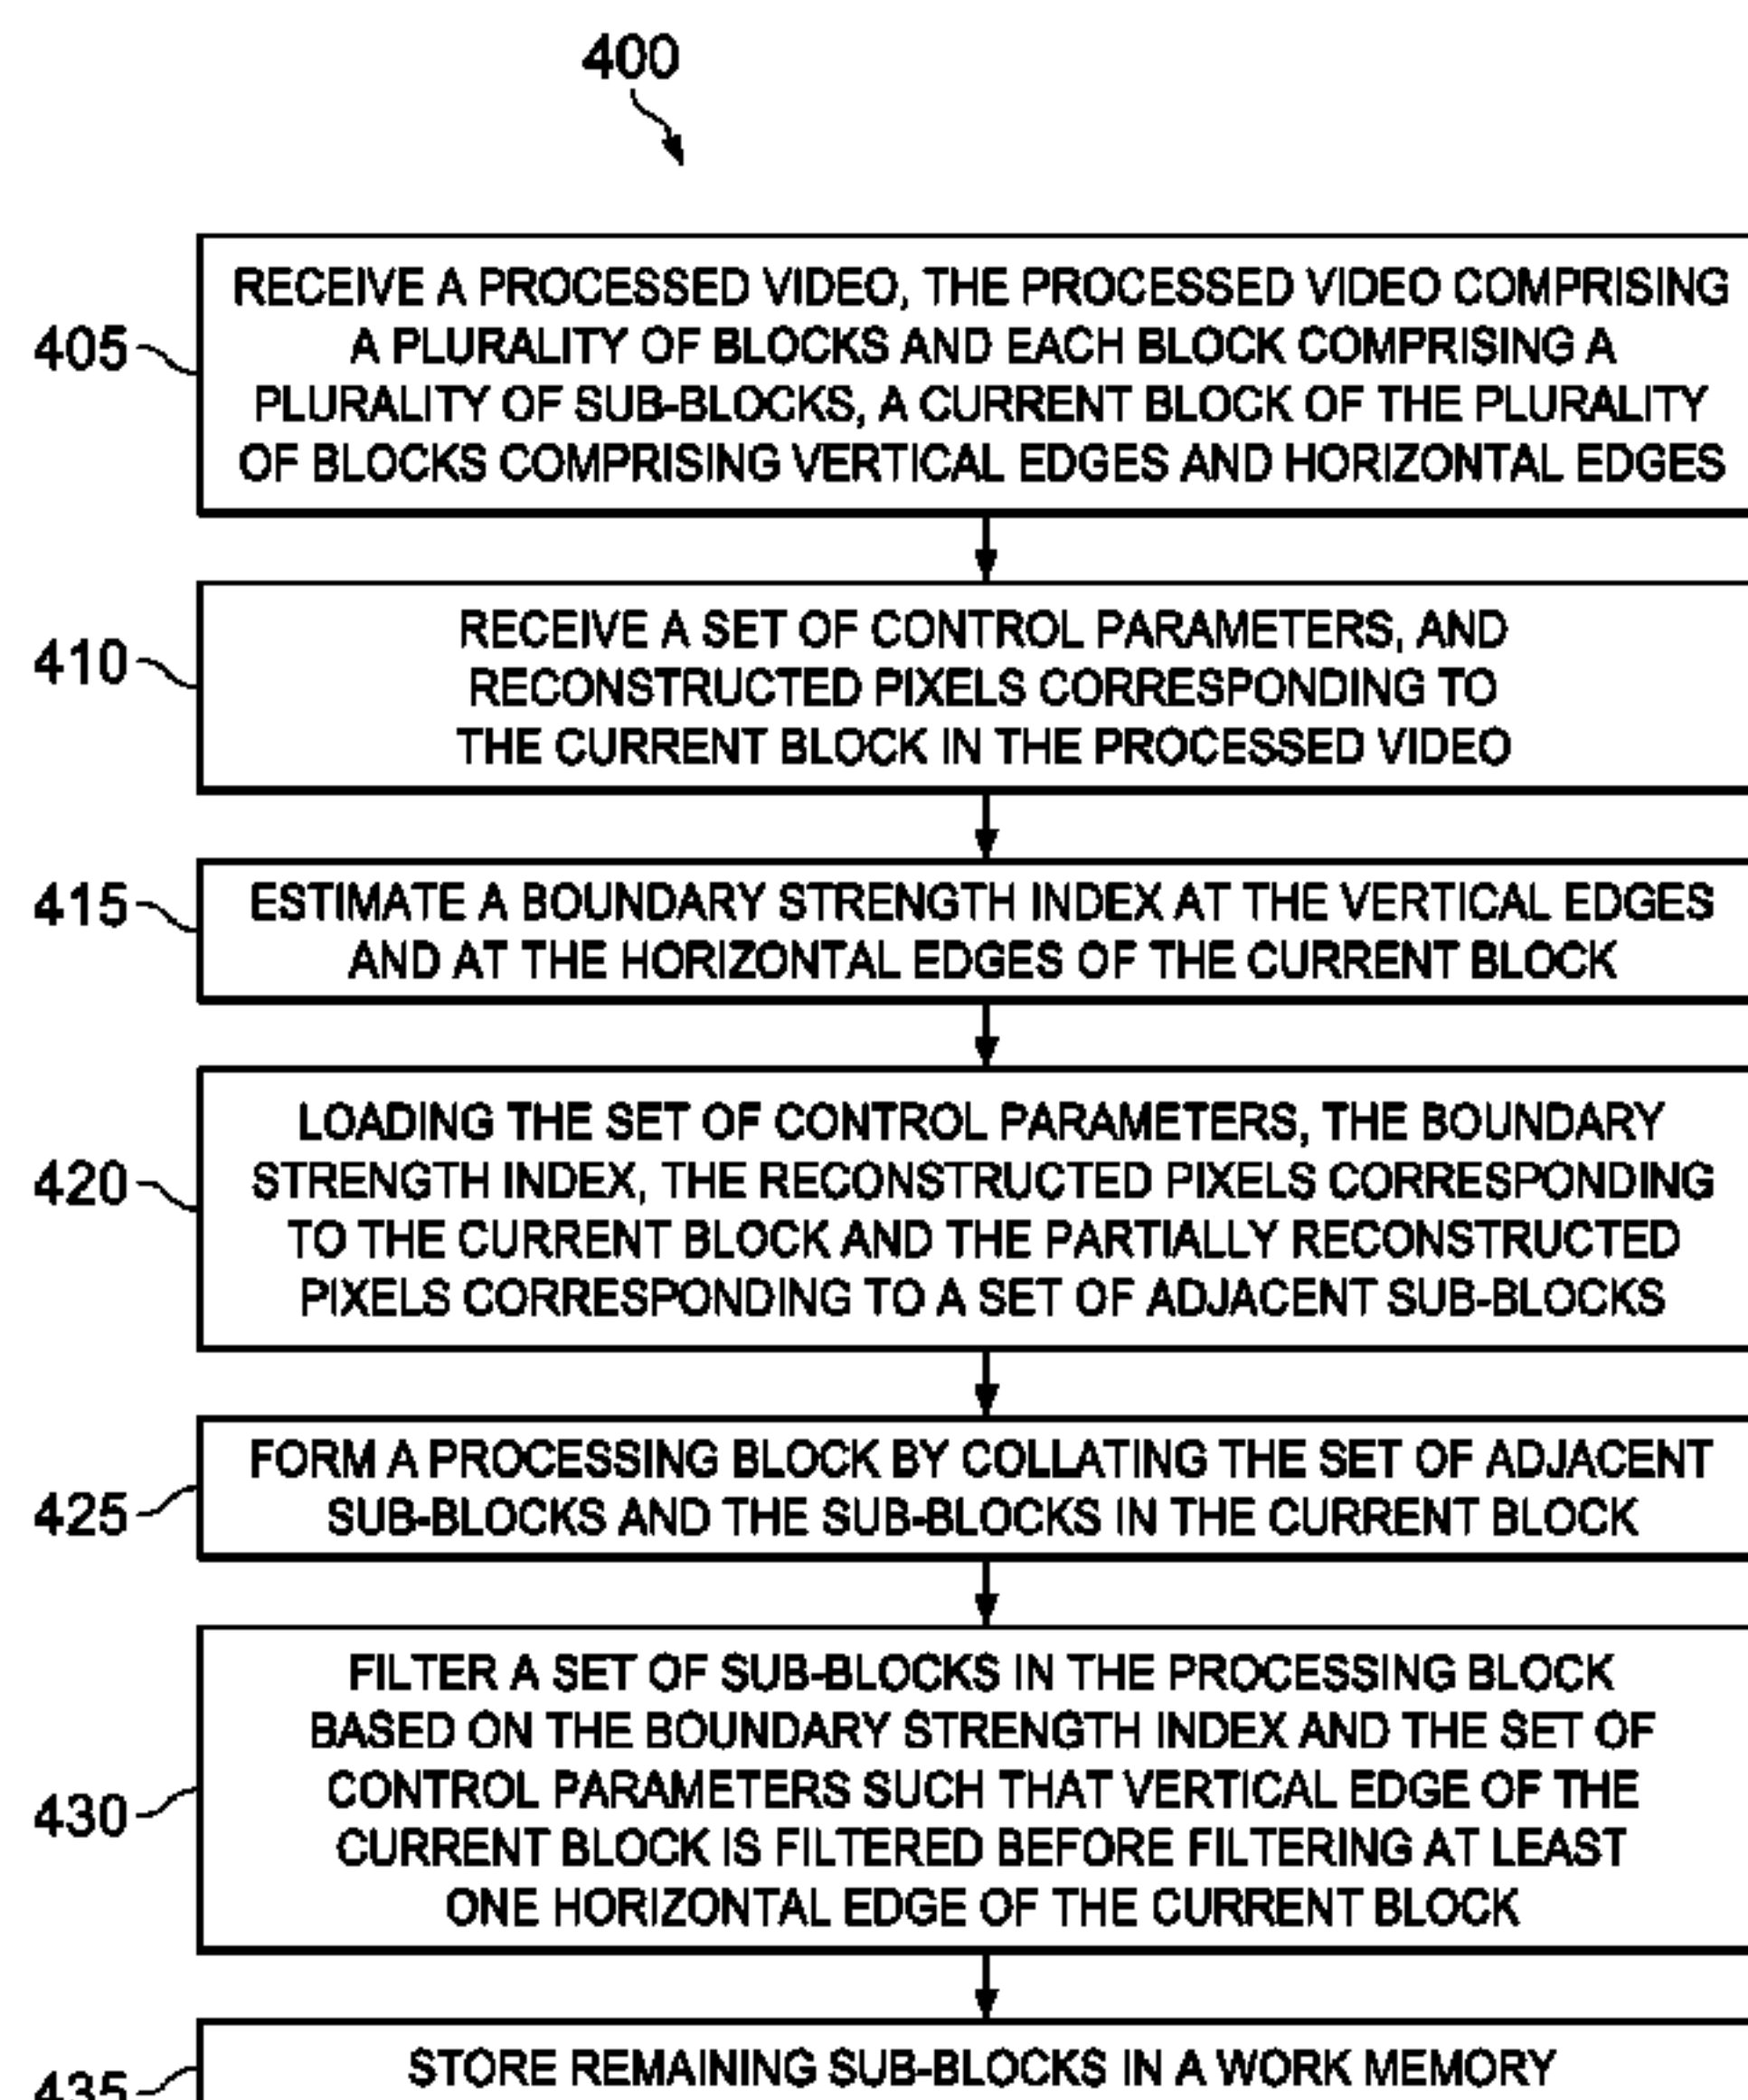 400
405
RECEIVE A PROCESSED VIDEO, THE PROCESSED VIDEO COMPRISING
A PLURALITY OF BLOCKS AND EACH BLOCK COMPRISING A
PLURALITY OF SUB-BLOCKS, A CURRENT BLOCK OF THE PLURALITY
OF BLOCKS COMPRISING VERTICAL EDGES AND HORIZONTAL EDGES
410
RECEIVE A SET OF CONTROL PARAMETERS, AND
RECONSTRUCTED PIXELS CORRESPONDING TO
THE CURRENT BLOCK IN THE PROCESSED VIDEO
415
ESTIMATE A BOUNDARY STRENGTH INDEX AT THE VERTICAL EDGES
AND AT THE HORIZONTAL EDGES OF THE CURRENT BLOCK
420
LOADING THE SET OF CONTROL PARAMETERS, THE BOUNDARY
STRENGTH INDEX, THE RECONSTRUCTED PIXELS CORRESPONDING
TO THE CURRENT BLOCK AND THE PARTIALLY RECONSTRUCTED
PIXELS CORRESPONDING TO A SET OF ADJACENT SUB-BLOCKS
425
FORM A PROCESSING BLOCK BY COLLATING THE SET OF ADJACENT
SUB-BLOCKS AND THE SUB-BLOCKS IN THE CURRENT BLOCK
430
FILTER A SET OF SUB-BLOCKS IN THE PROCESSING BLOCK
BASED ON THE BOUNDARY STRENGTH INDEX AND THE SET OF
CONTROL PARAMETERS SUCH THAT VERTICAL EDGE OF THE
CURRENT BLOCK IS FILTERED BEFORE FILTERING AT LEAST
ONE HORIZONTAL EDGE OF THE CURRENT BLOCK
435
STORE REMAINING SUB-BLOCKS IN A WORK MEMORY